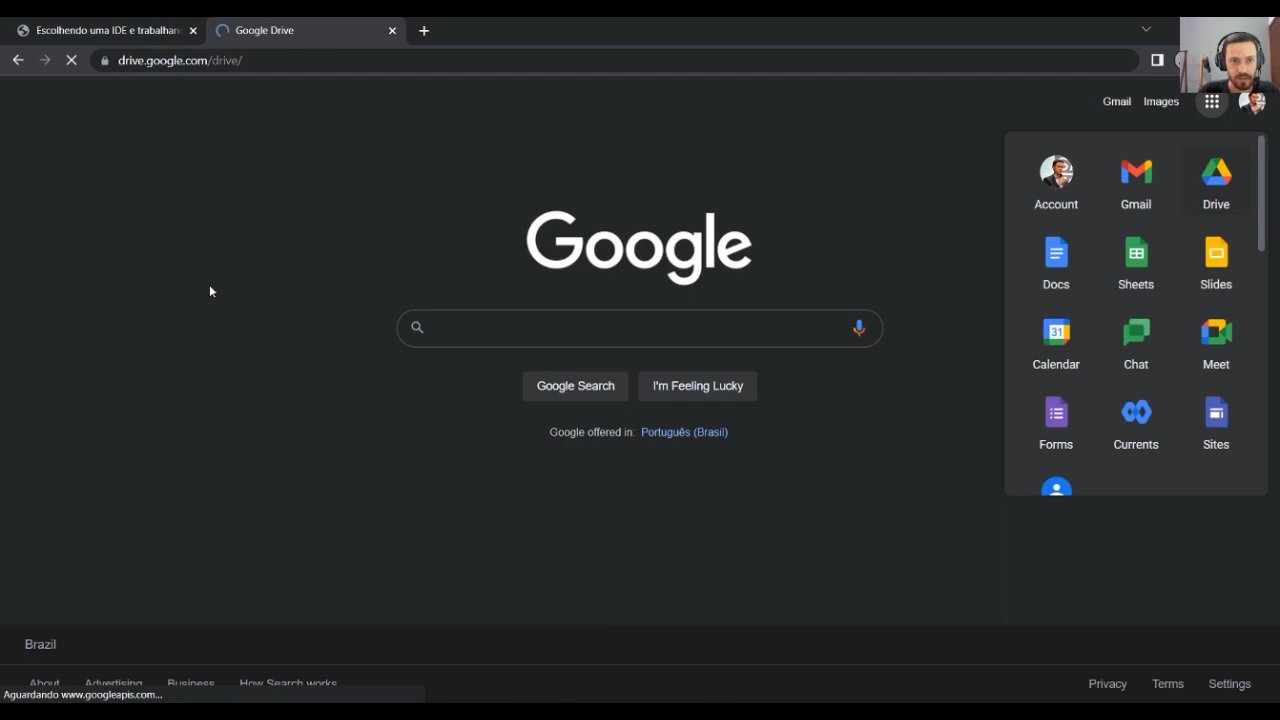 Escolhendo uma IDE e trabalhan
Google Drive
drive.google.com/drive/
Gmail Images
Google
Google Search I'm Feeling Lucky
Google offered in: Português (Brasil)
Account Gmail Drive
Docs Sheets Slides
31
Calendar Chat Meet
Forms Currents Sites
Brazil
About Advertising Business How Search works
Privacy Terms Settings
Aguardando www.googleapis.com...